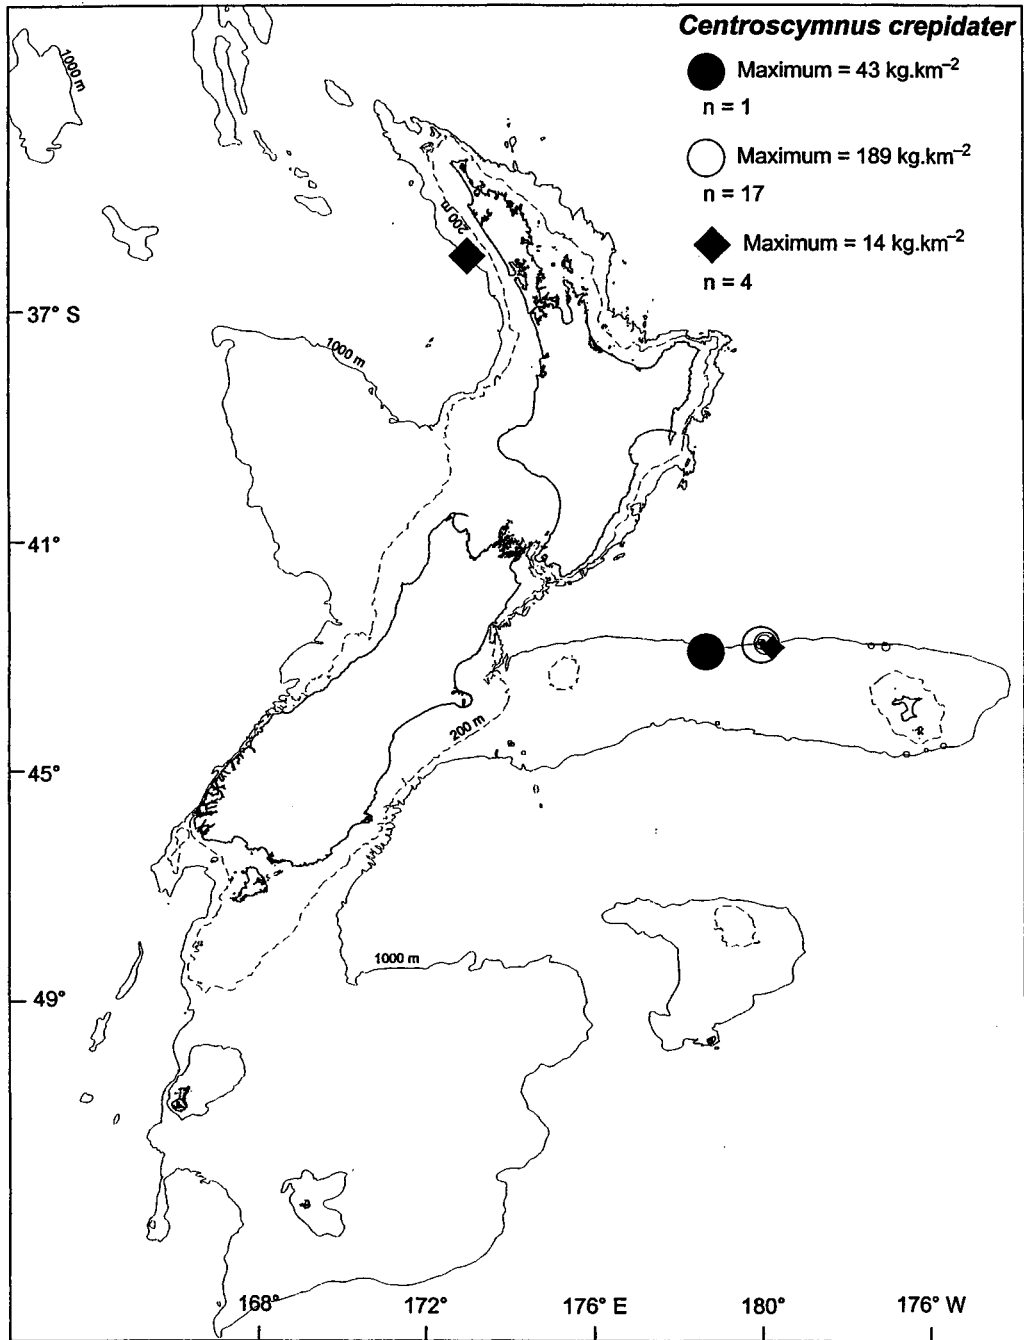 Centroscymnus crepidater
Maximum = 43 kg.km⁻²
n = 1
Maximum = 189 kg.km⁻²
n = 17
Maximum = 14 kg.km⁻²
n = 4
1000 m
200 m
37° S
1000 m
41°
200 m
45°
1000 m
49°
168°
172°
176° E
180°
176° W